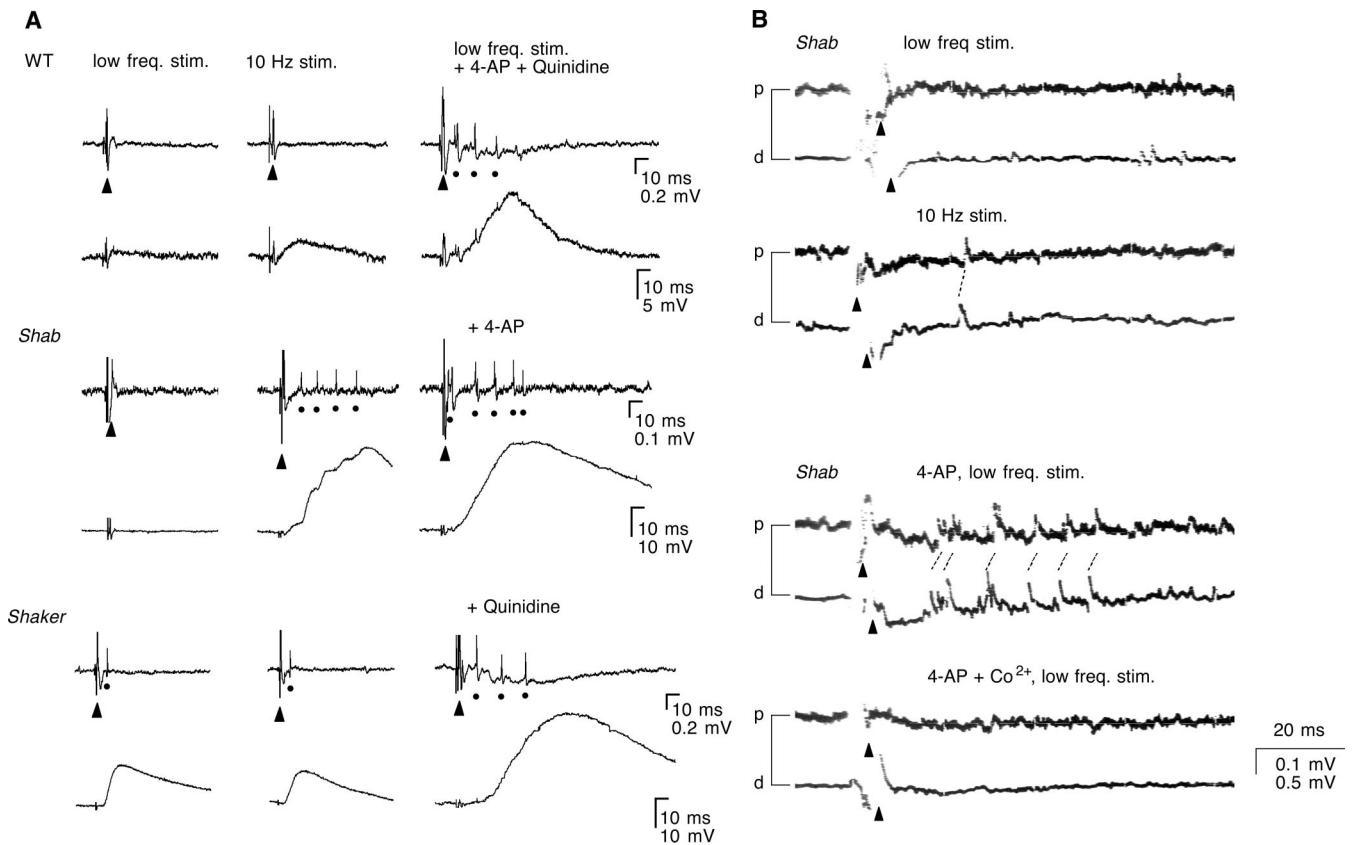 A
WT
low freq. stim.
10 Hz stim.
low freq. stim.
+ 4-AP + Quinidine
10 ms
0.2 mV
10 ms
5 mV
Shab
+ 4-AP
10 ms
0.1 mV
10 ms
10 mV
Shaker
+ Quinidine
10 ms
0.2 mV
10 ms
10 mV
B
Shab
low freq. stim.
p
d
10 Hz stim.
p
d
Shab
4-AP, low freq. stim.
p
d
4-AP + Co2+, low freq. stim.
p
d
20 ms
0.1 mV
0.5 mV